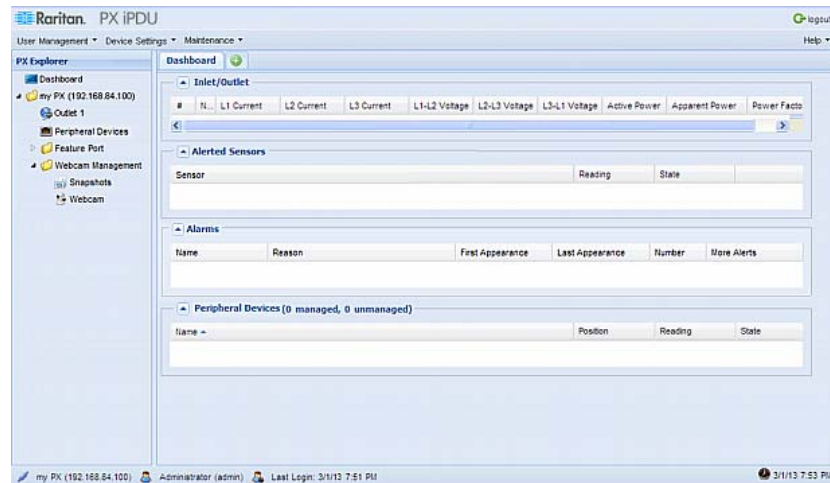 Raritan. PX iPDU
logout
User Management Device Settings Maintenance Help
PX Explorer
Dashboard
my PX (192.168.84.100)
Outlet 1
Peripheral Devices
Feature Port
Webcam Management
Snapshots
Webcam
Dashboard
Inlet/Outlet
# N... L1 Current L2 Current L3 Current L1-L2 Voltage L2-L3 Voltage L3-L1 Voltage Active Power Apparent Power Power Facto
Alerted Sensors
Sensor Reading State
Alarms
Name Reason First Appearance Last Appearance Number More Alerts
Peripheral Devices (0 managed, 0 unmanaged)
Name Position Reading State
my PX (192.168.84.100) Administrator (admin) Last Login: 3/1/13 7:51 PM 3/1/13 7:53 PM